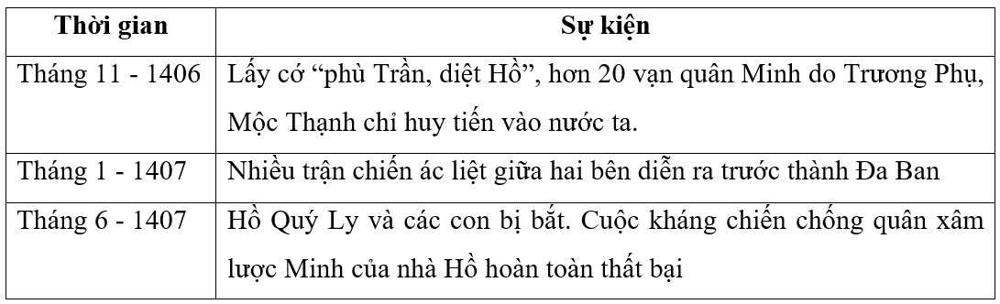 Thời gian
Sự kiện
Tháng 11 - 1406
Lấy cớ “phù Trần, diệt Hồ”, hơn 20 vạn quân Minh do Trương Phụ,
Mộc Thạnh chỉ huy tiến vào nước ta.
Tháng 1 - 1407
Nhiều trận chiến ác liệt giữa hai bên diễn ra trước thành Đa Ban
Tháng 6 - 1407
Hồ Quý Ly và các con bị bắt. Cuộc kháng chiến chống quân xâm
lược Minh của nhà Hồ hoàn toàn thất bại